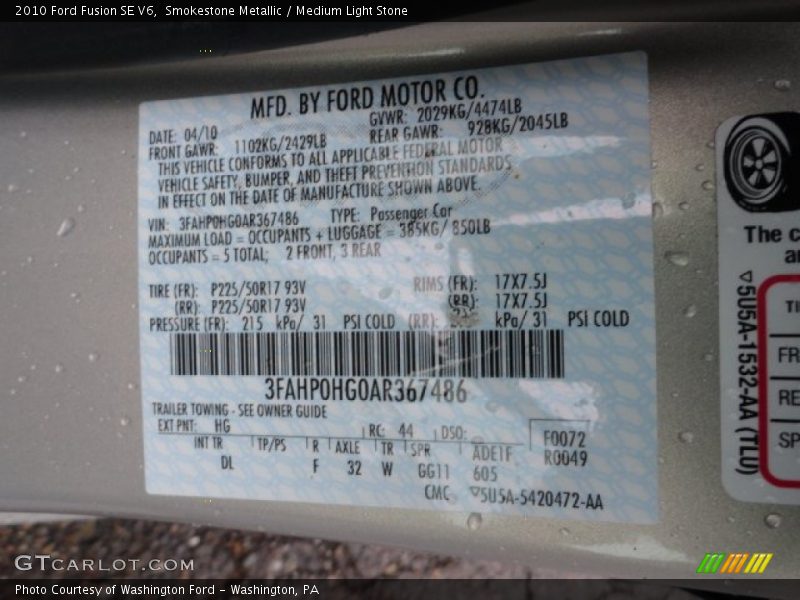 2010 Ford Fusion SE V6, Smokestone Metallic / Medium Light Stone
MFD. BY FORD MOTOR CO.
DATE: 04/10 GVWR: 2029KG/4474LB
FRONT GAWR: 1102KG/2429LB REAR GAWR: 928KG/2045LB
THIS VEHICLE CONFORMS TO ALL APPLICABLE FEDERAL MOTOR
VEHICLE SAFETY, BUMPER, AND THEFT PREVENTION STANDARDS
IN EFFECT ON THE DATE OF MANUFACTURE SHOWN ABOVE.
VIN: 3FAHP0HG0AR367486 TYPE: Passenger Car
MAXIMUM LOAD = OCCUPANTS + LUGGAGE = 385KG/ 850LB
OCCUPANTS = 5 TOTAL; 2 FRONT, 3 REAR
TIRE (FR): P225/50R17 93V RIMS (FR): 17X7.5J
(RR): P225/50R17 93V (RR): 17X7.5J
PRESSURE (FR): 215 kPa/ 31 PSI COLD (RR): kPa/ 31 PSI COLD
3FAHP0HG0AR367486
TRAILER TOWING - SEE OWNER GUIDE
EXT PNT: HG RC: 44 DSO: F0072
INT TR TP/PS R AXLE TR SPR ADE1F R0049
DL F 32 W GG11 605
CMC ▽5U5A-5420472-AA
The c
a
▽5U5A-1532-AA (TLU)
TI
FR
RE
SP
GTCARLOT.COM
Photo Courtesy of Washington Ford - Washington, PA